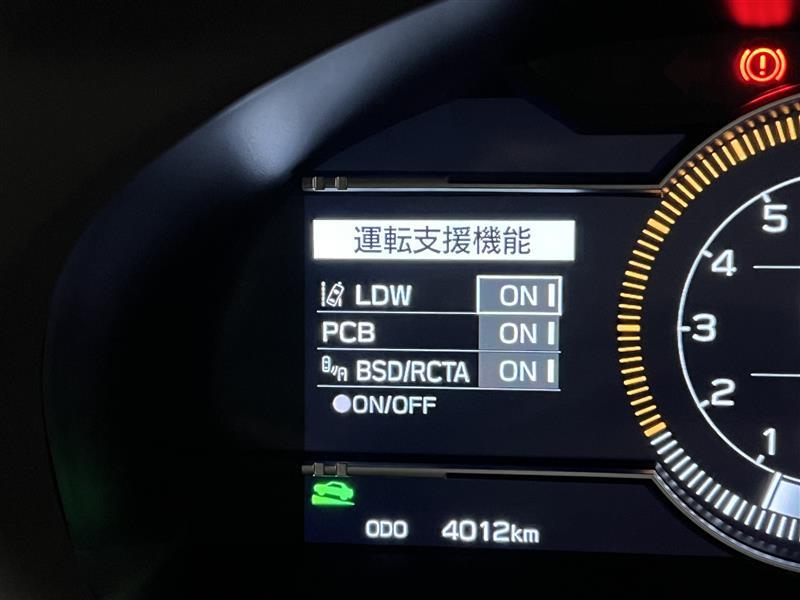 運転支援機能
LDW ON
PCB ON
BSD/RCTA ON
●ON/OFF
5
4
3
2
1
ODO 4012km